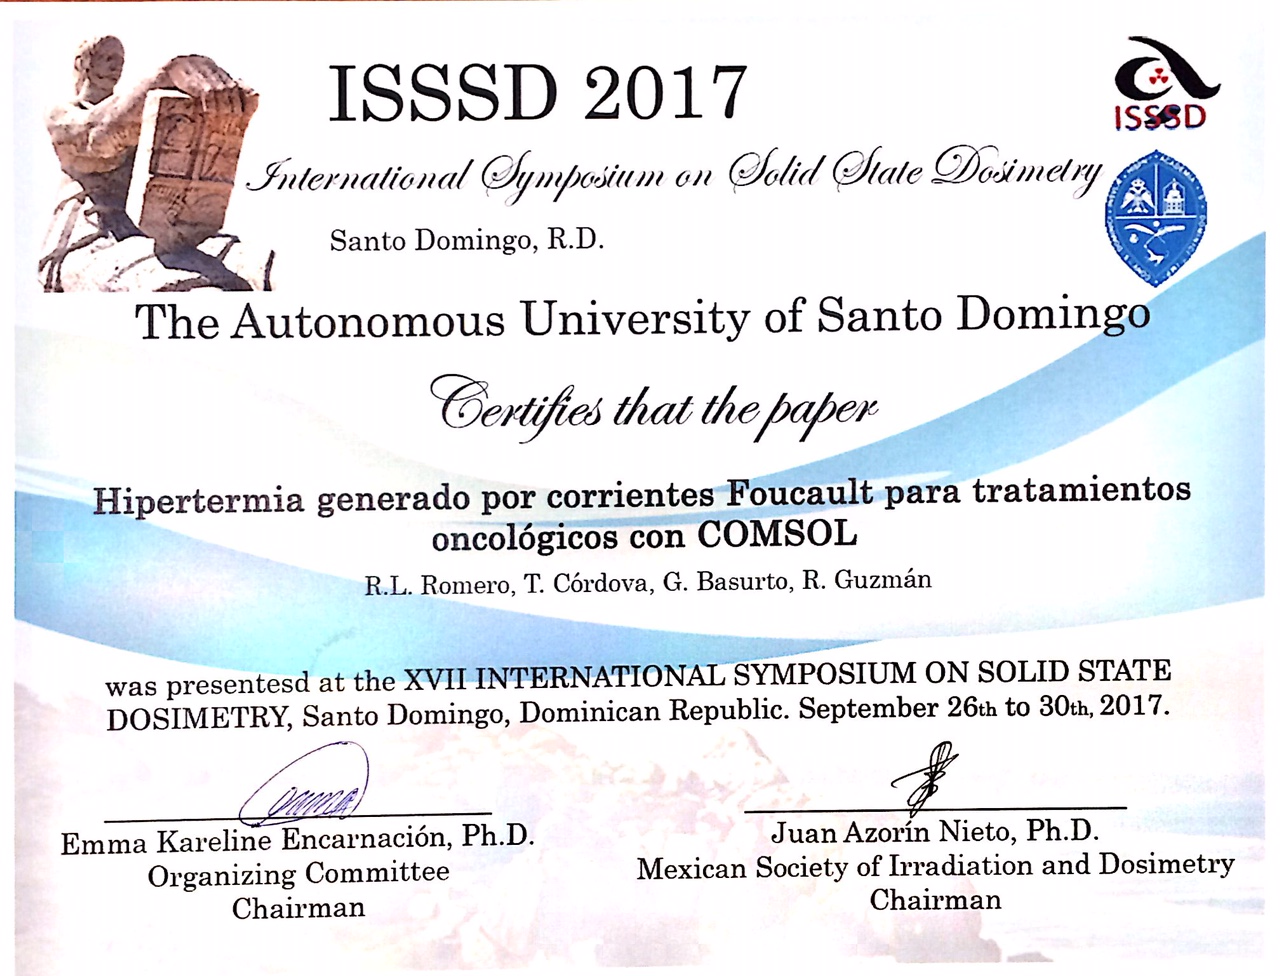 ISSSD 2017
ISSSD
International Symposium on Solid State Dosimetry
Santo Domingo, R.D.
The Autonomous University of Santo Domingo
Certifies that the paper
Hipertermia generado por corrientes Foucault para tratamientos
oncológicos con COMSOL
R.L. Romero, T. Córdova, G. Basurto, R. Guzmán
was presentesd at the XVII INTERNATIONAL SYMPOSIUM ON SOLID STATE
DOSIMETRY, Santo Domingo, Dominican Republic. September 26th to 30th, 2017.
Emma Kareline Encarnación, Ph.D.
Organizing Committee
Chairman
Juan Azorín Nieto, Ph.D.
Mexican Society of Irradiation and Dosimetry
Chairman